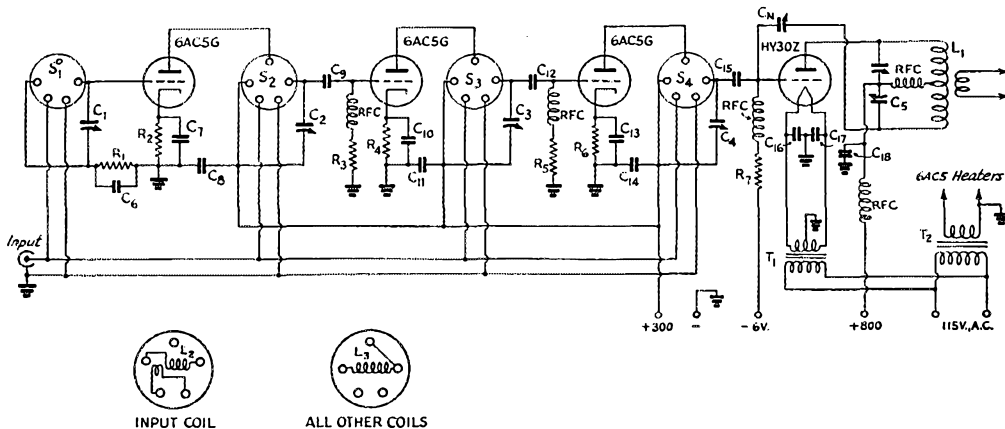 6AC5G
6AC5G
6AC5G
HY30Z
S1
C1
R1
C6
R2
C7
C8
S2
C2
C9
RFC
R3
R4
C10
C11
S3
C3
C12
RFC
R5
R6
C13
C14
S4
C4
C15
CN
RFC
R7
C16
C17
RFC
C5
L1
C18
RFC
6AC5 Heaters
T1
T2
Input
+300
-
-6V.
+800
115V., A.C.
L2
L3
INPUT COIL
ALL OTHER COILS